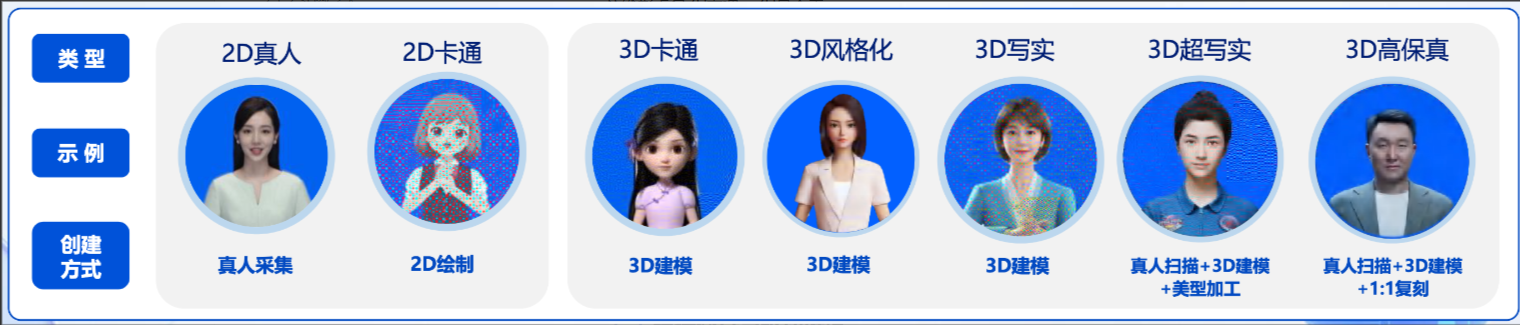 类 型
2D真人
2D卡通
3D卡通
3D风格化
3D写实
3D超写实
3D高保真
示 例
创建
方式
真人采集
2D绘制
3D建模
3D建模
3D建模
真人扫描+3D建模
+美型加工
真人扫描+3D建模
+1:1复刻